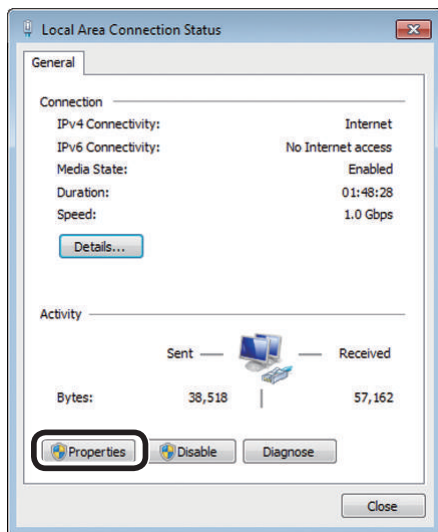 Local Area Connection Status
General
Connection
IPv4 Connectivity: Internet
IPv6 Connectivity: No Internet access
Media State: Enabled
Duration: 01:48:28
Speed: 1.0 Gbps
Details...
Activity
Sent Received
Bytes: 38,518 57,162
Properties Disable Diagnose
Close